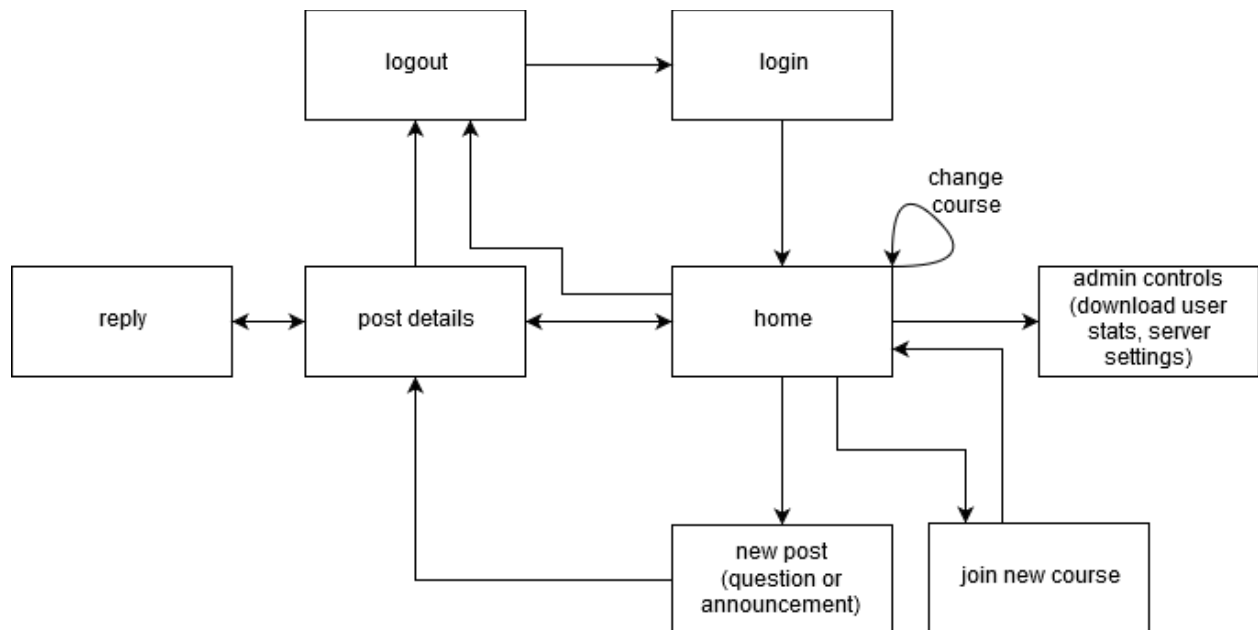 logout
login
change
course
reply
post details
home
admin controls
(download user
stats, server
settings)
new post
(question or
announcement)
join new course